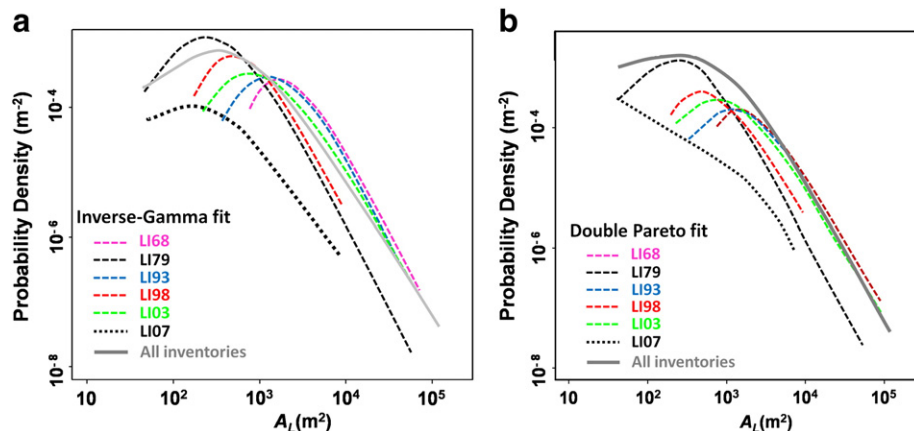 a
Probability Density (m⁻²)
10⁻⁴
10⁻⁶
10⁻⁸
Inverse-Gamma fit
LI68
LI79
LI93
LI98
LI03
LI07
All inventories
10 10² 10³ 10⁴ 10⁵
A_L(m²)
b
Probability Density (m⁻²)
10⁻⁴
10⁻⁶
10⁻⁸
Double Pareto fit
LI68
LI79
LI93
LI98
LI03
LI07
All inventories
10 10² 10³ 10⁴ 10⁵
A_L(m²)